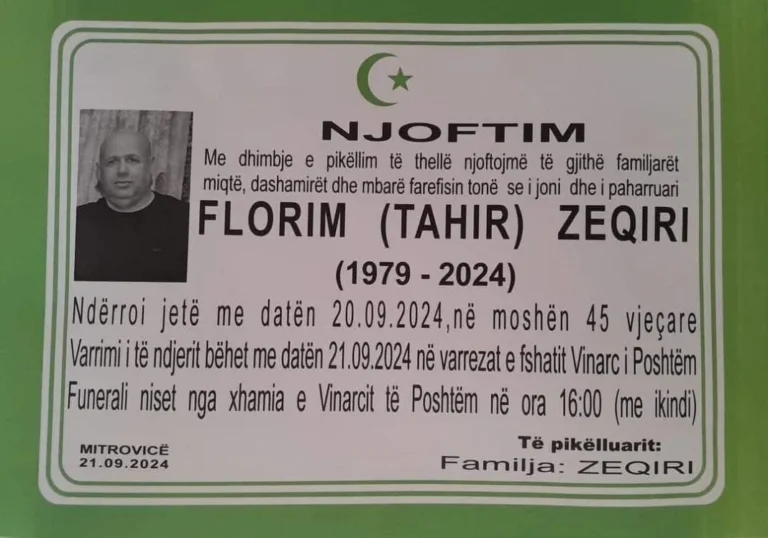 NJOFTIM
Me dhimbje e pikëllim të thellë njoftojmë të gjithë familjarët
miqtë, dashamirët dhe mbarë farefisin tonë se i joni dhe i paharruari
FLORIM (TAHIR) ZEQIRI
(1979 - 2024)
Ndërroi jetë me datën 20.09.2024,në moshën 45 vjeçare
Varrimi i të ndjerit bëhet me datën 21.09.2024 në varrezat e fshatit Vinarc i Poshtëm
Funerali niset nga xhamia e Vinarcit të Poshtëm në ora 16:00 (me ikindi)
MITROVICË
21.09.2024
Të pikëlluarit:
Familja: ZEQIRI